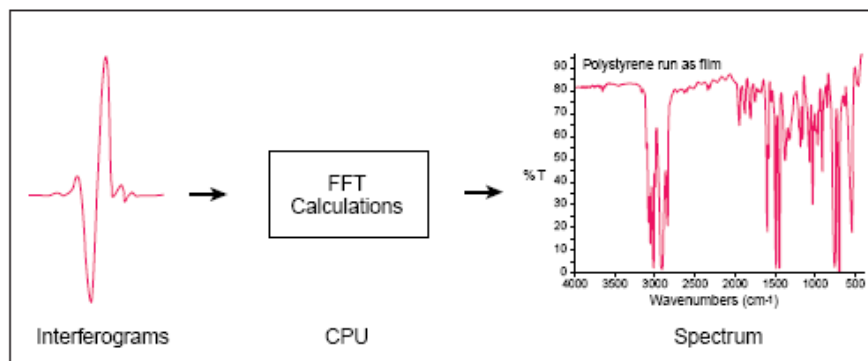 Polystyrene run as film
90
80
70
60
50
40
30
20
10
0
%T
4000 3500 3000 2500 2000 1500 1000 500
Wavenumbers (cm-1)
FFT
Calculations
Interferograms CPU Spectrum